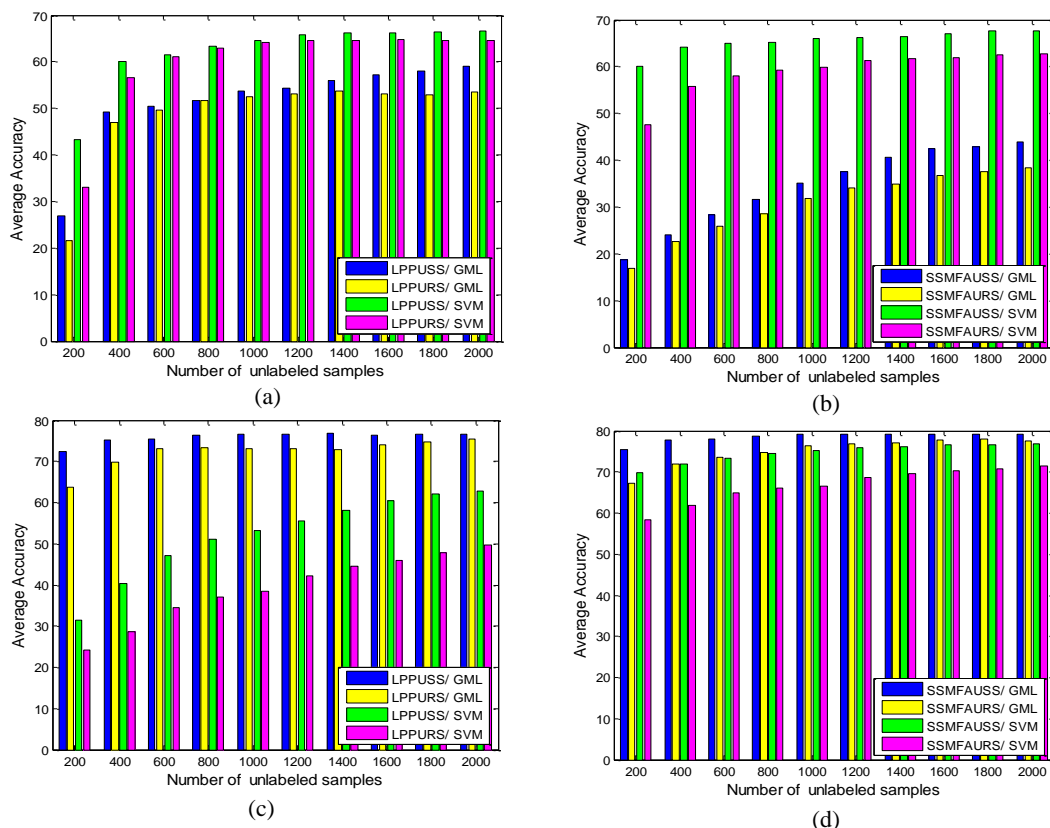 70
60
50
40
30
20
10
0
Average Accuracy
200 400 600 800 1000 1200 1400 1600 1800 2000
Number of unlabeled samples
LPPUSS/ GML
LPPURS/ GML
LPPUSS/ SVM
LPPURS/ SVM
(a)
70
60
50
40
30
20
10
0
Average Accuracy
200 400 600 800 1000 1200 1400 1600 1800 2000
Number of unlabeled samples
SSMFAUSS/ GML
SSMFAURS/ GML
SSMFAUSS/ SVM
SSMFAURS/ SVM
(b)
80
70
60
50
40
30
20
10
0
Average Accuracy
200 400 600 800 1000 1200 1400 1600 1800 2000
Number of unlabeled samples
LPPUSS/ GML
LPPURS/ GML
LPPUSS/ SVM
LPPURS/ SVM
(c)
80
70
60
50
40
30
20
10
0
Average Accuracy
200 400 600 800 1000 1200 1400 1600 1800 2000
Number of unlabeled samples
SSMFAUSS/ GML
SSMFAURS/ GML
SSMFAUSS/ SVM
SSMFAURS/ SVM
(d)